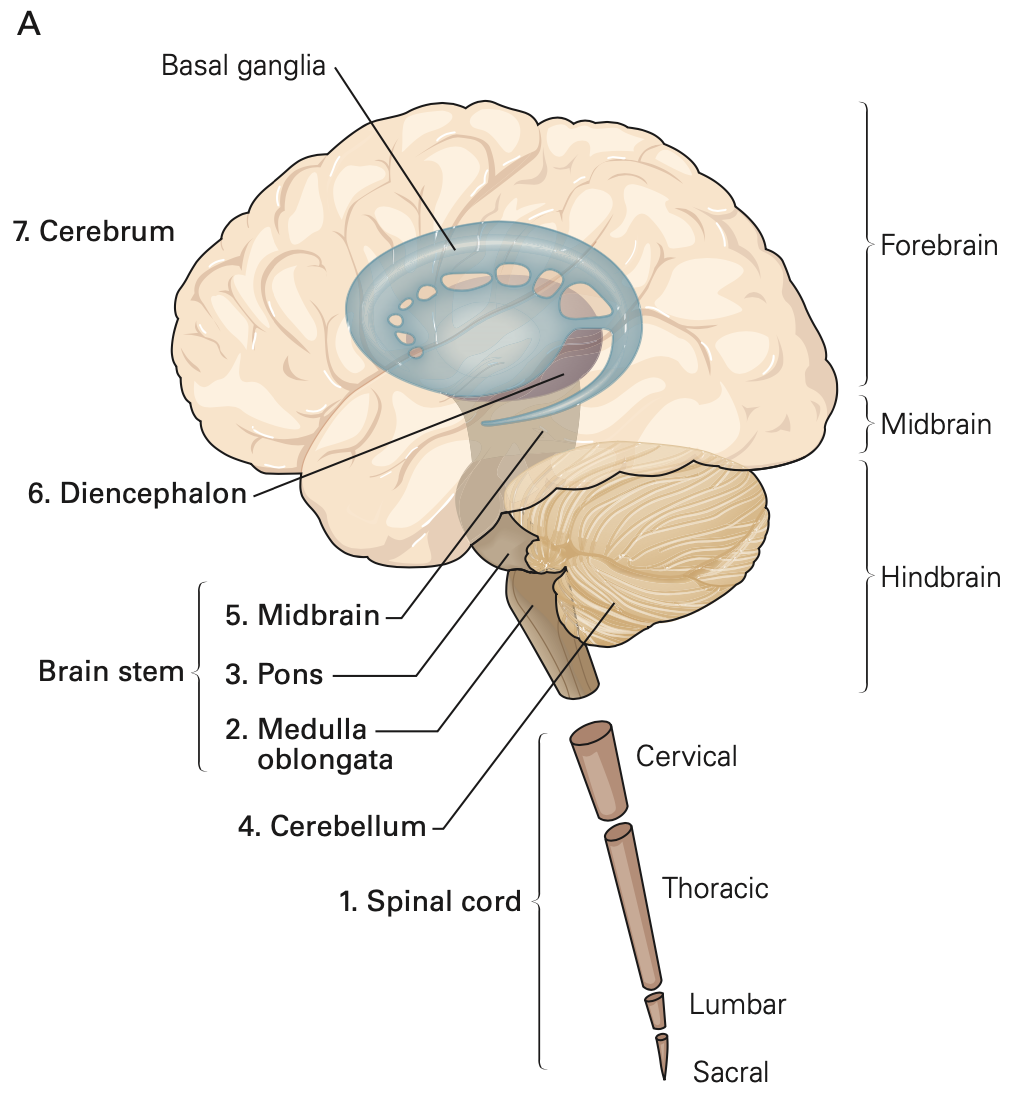 A
Basal ganglia
7. Cerebrum
Forebrain
Midbrain
6. Diencephalon
Hindbrain
5. Midbrain
Brain stem
3. Pons
2. Medulla
oblongata
Cervical
4. Cerebellum
Thoracic
1. Spinal cord
Lumbar
Sacral